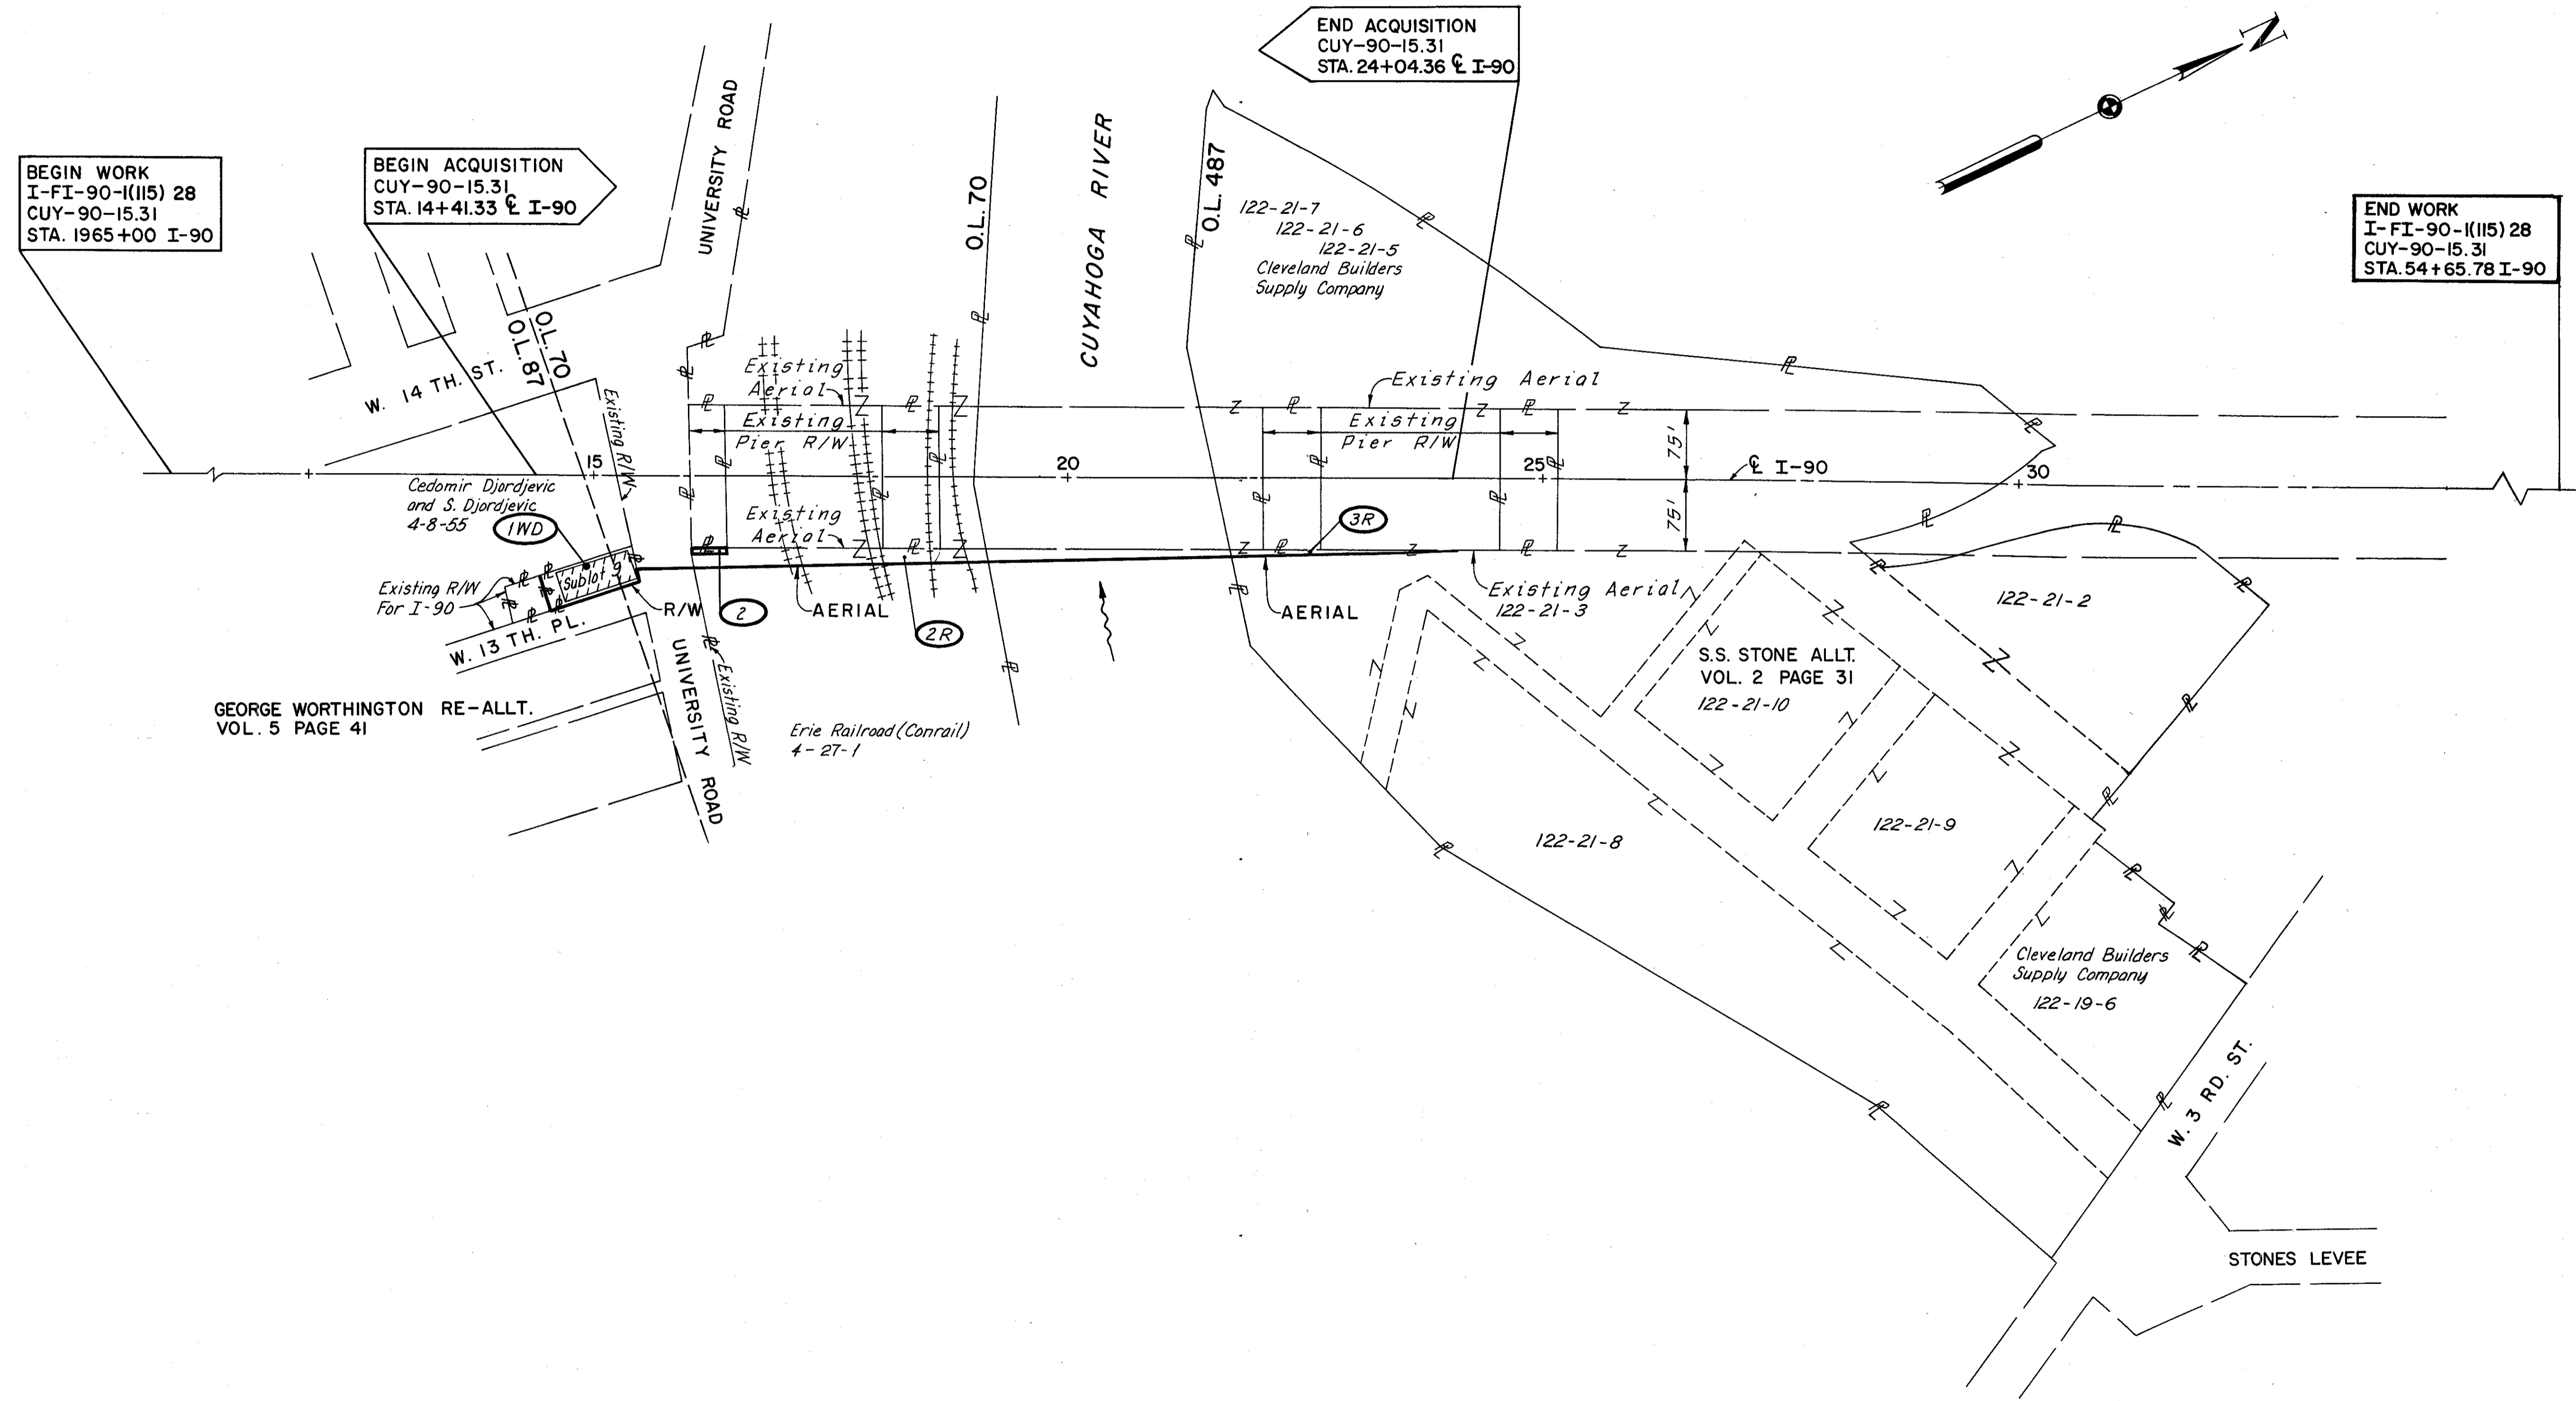 END ACQUISITION
CUY-90-15.31
STA. 24+04.36 ℄ I-90
N
BEGIN WORK
I-FI-90-1(115) 28
CUY-90-15.31
STA. 1965+00 I-90
BEGIN ACQUISITION
CUY-90-15.31
STA. 14+41.33 ℄ I-90
END WORK
I-FI-90-1(115) 28
CUY-90-15.31
STA. 54+65.78 I-90
UNIVERSITY ROAD
O.L. 70
CUYAHOGA RIVER
O.L. 487
122-21-7
122-21-6
122-21-5
Cleveland Builders
Supply Company
O.L. 70
O.L. 87
W. 14 TH. ST.
Existing R/W
Existing
Aerial
Existing
Pier R/W
Existing Aerial
Existing
Pier R/W
75'
75'
15
20
25
℄ I-90
30
Cedomir Djordjevic
and S. Djordjevic
4-8-55
1WD
Existing
Aerial
3R
Sublot 9
Existing R/W
For I-90
R/W
2
AERIAL
2R
AERIAL
Existing Aerial
122-21-3
122-21-2
W. 13 TH. PL.
UNIVERSITY ROAD
Existing R/W
S.S. STONE ALLT.
VOL. 2 PAGE 31
122-21-10
GEORGE WORTHINGTON RE-ALLT.
VOL. 5 PAGE 41
Erie Railroad (Conrail)
4-27-1
122-21-8
122-21-9
Cleveland Builders
Supply Company
122-19-6
W. 3 RD. ST.
STONES LEVEE